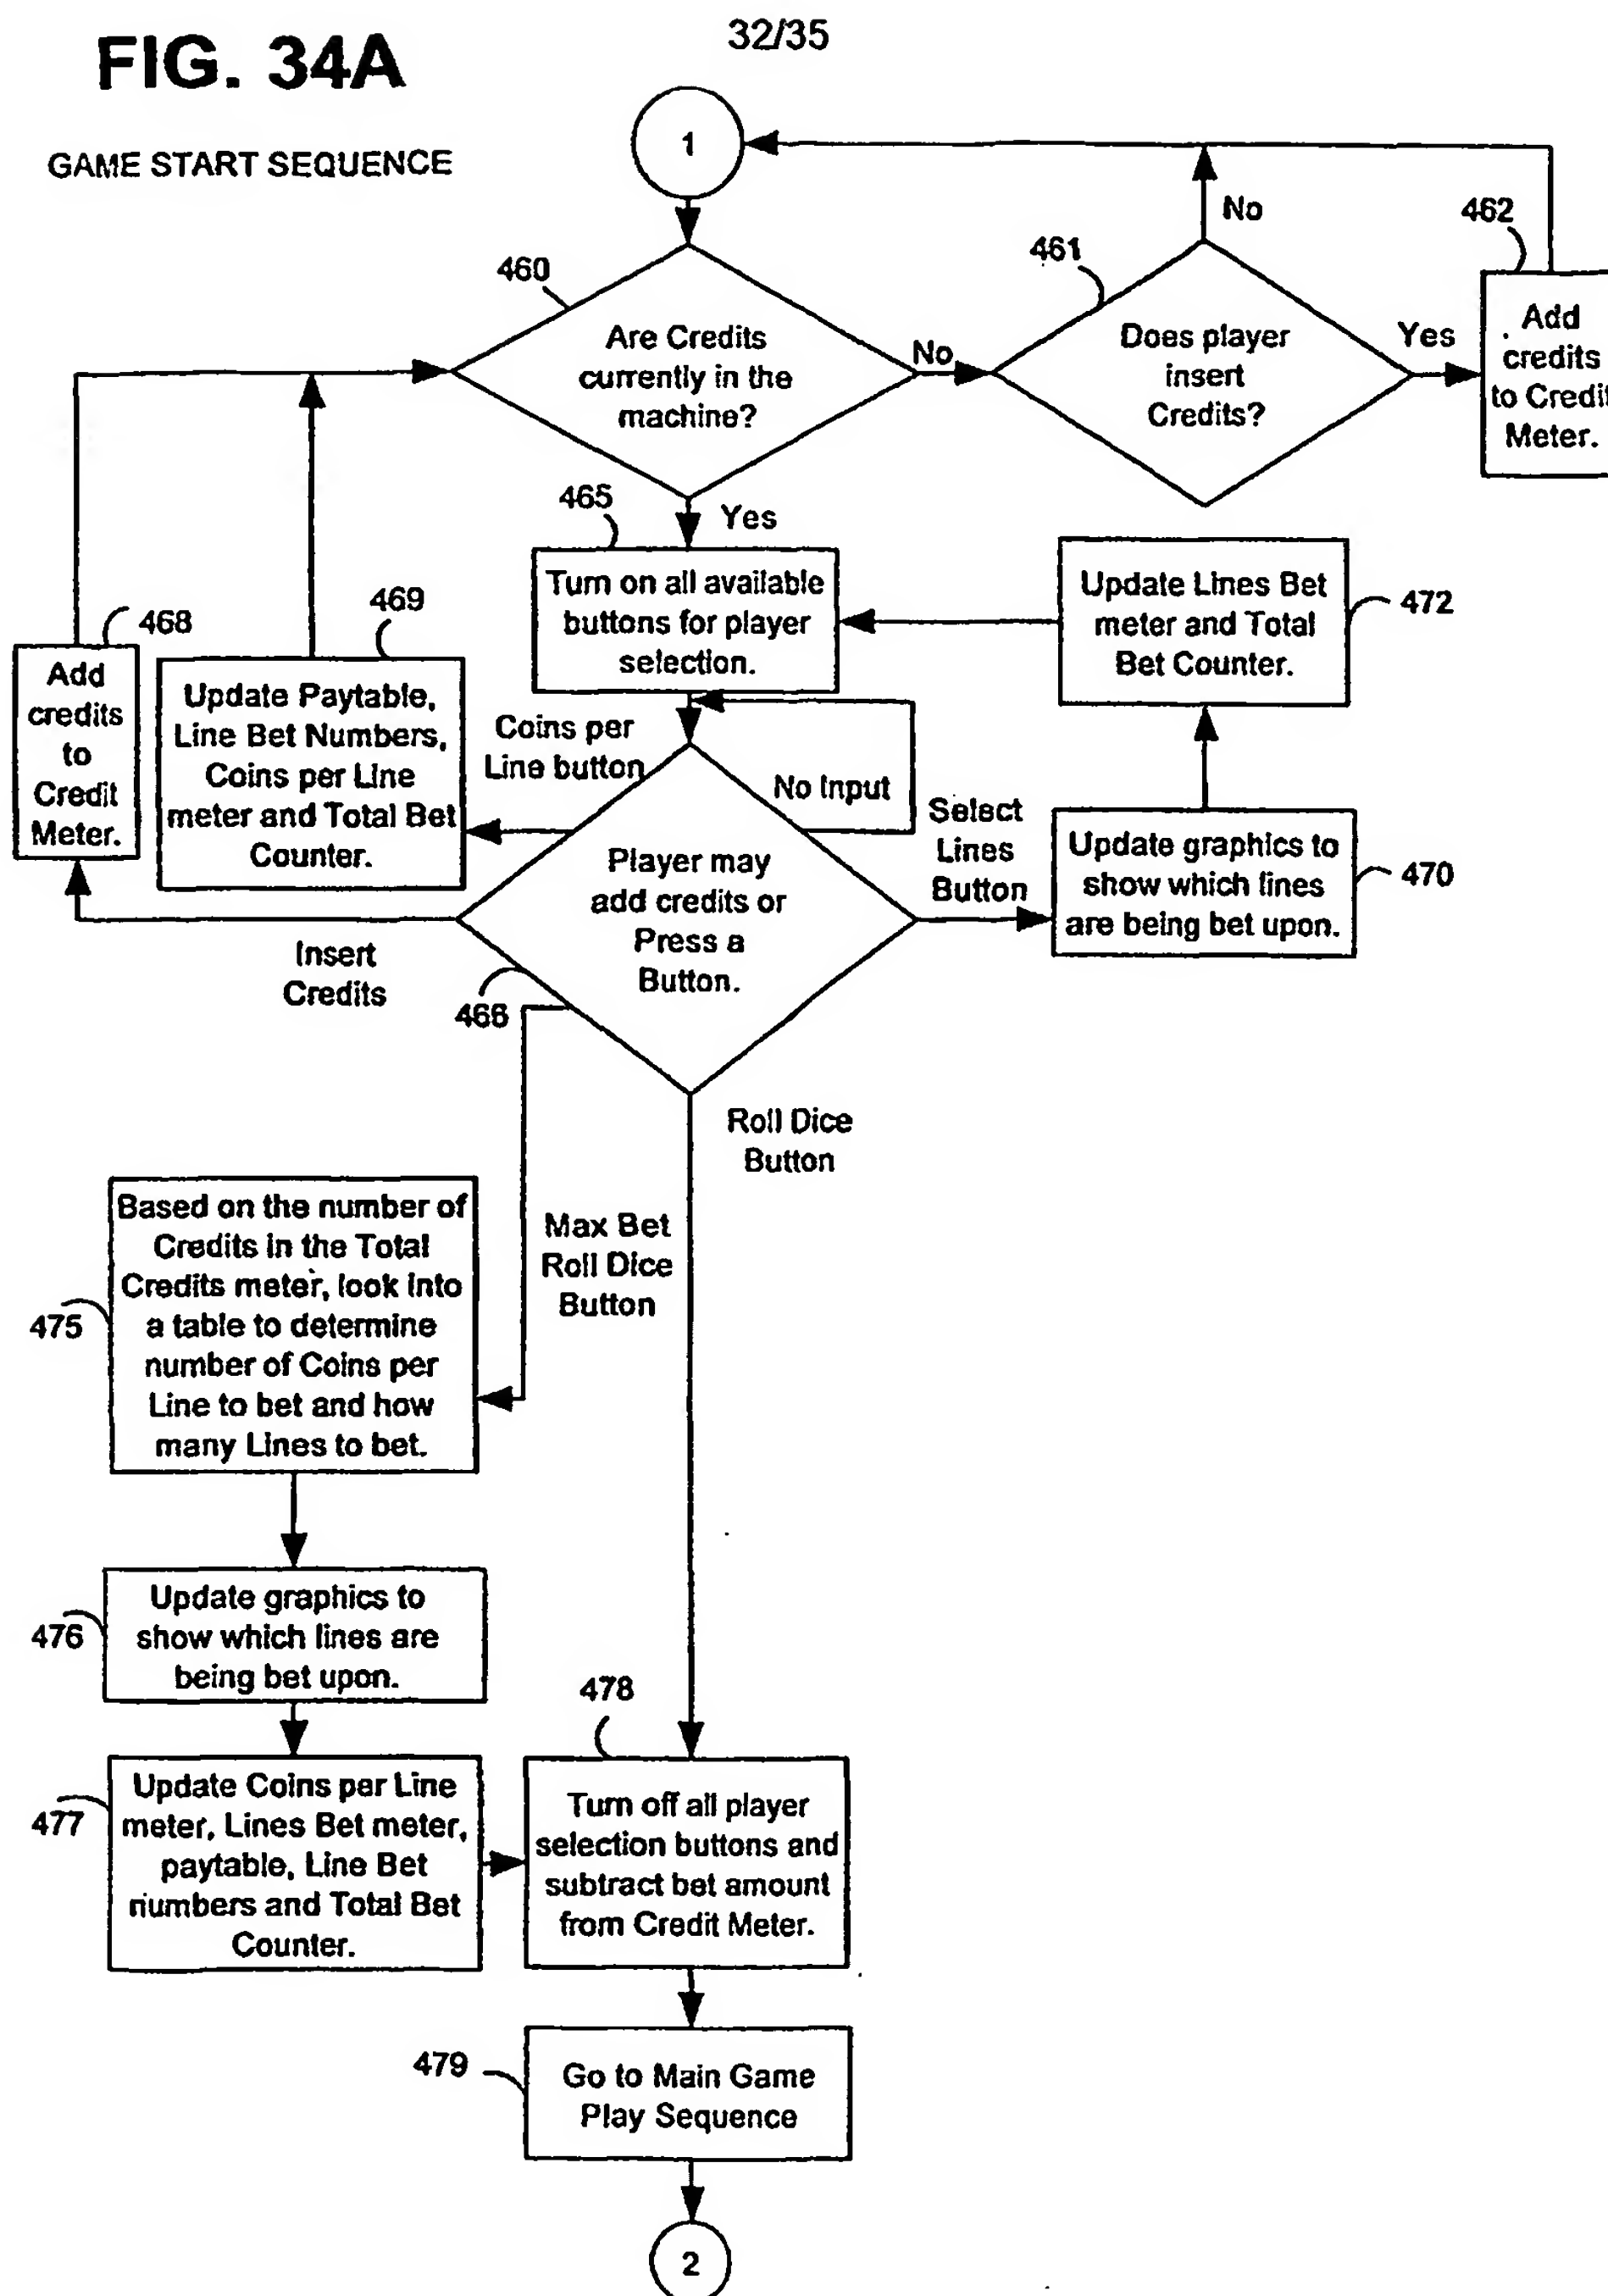 32/35
FIG. 34A
GAME START SEQUENCE
1
No
462
461
460
Add
credits
to Credit
Meter.
Are Credits
currently in the
machine?
No
Does player
insert
Credits?
Yes
465
Yes
Turn on all available
buttons for player
selection.
Update Lines Bet
meter and Total
Bet Counter.
472
468
469
Add
credits
to
Credit
Meter.
Update Paytable,
Line Bet Numbers,
Coins per Line
meter and Total Bet
Counter.
Coins per
Line button
No Input
Select
Lines
Button
Update graphics to
show which lines
are being bet upon.
470
Player may
add credits or
Press a
Button.
Insert
Credits
466
Roll Dice
Button
Max Bet
Roll Dice
Button
Based on the number of
Credits in the Total
Credits meter, look into
a table to determine
number of Coins per
Line to bet and how
many Lines to bet.
475
Update graphics to
show which lines are
being bet upon.
476
478
Update Coins per Line
meter, Lines Bet meter,
paytable, Line Bet
numbers and Total Bet
Counter.
477
Turn off all player
selection buttons and
subtract bet amount
from Credit Meter.
479
Go to Main Game
Play Sequence
2